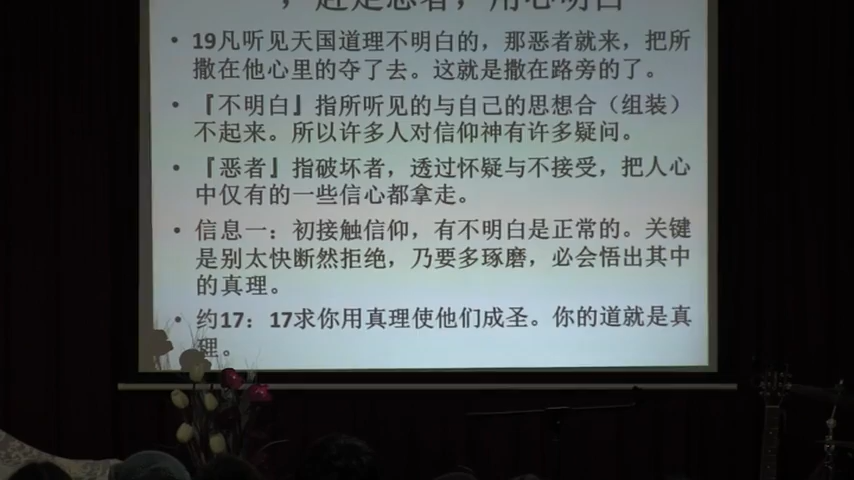 ，赶走恶者，用心明白
• 19凡听见天国道理不明白的，那恶者就来，把所
撒在他心里的夺了去。这就是撒在路旁的了。
• 『不明白』指所听见的与自己的思想合（组装）
不起来。所以许多人对信仰神有许多疑问。
• 『恶者』指破坏者，透过怀疑与不接受，把人心
中仅有的一些信心都拿走。
• 信息一：初接触信仰，有不明白是正常的。关键
是别太快断然拒绝，乃要多琢磨，必会悟出其中
的真理。
• 约17：17求你用真理使他们成圣。你的道就是真
理。